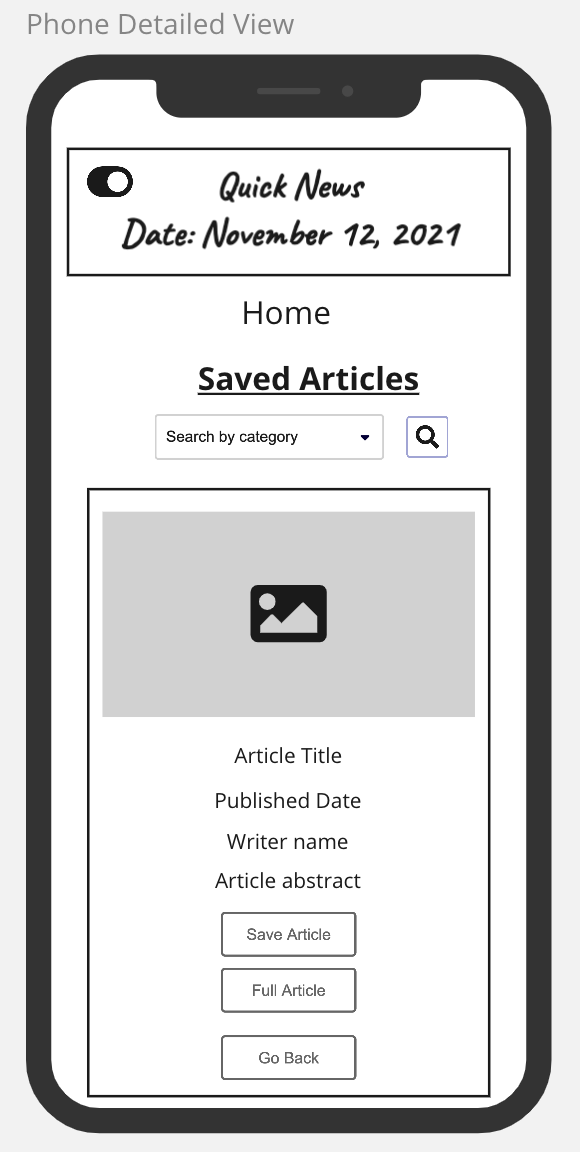 Phone Detailed View
Quick News
Date: November 12, 2021
Home
Saved Articles
Search by category
Article Title
Published Date
Writer name
Article abstract
Save Article
Full Article
Go Back